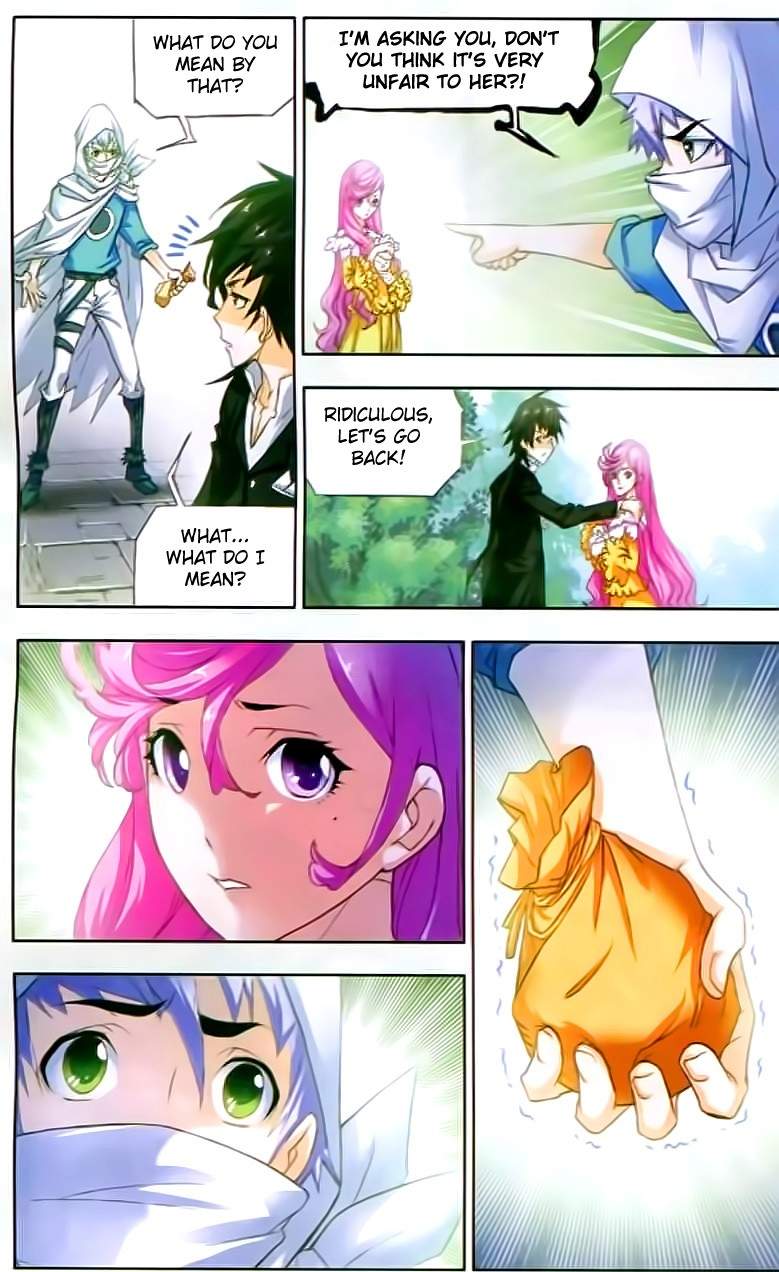 WHAT DO YOU
MEAN BY
THAT?
WHAT...
WHAT DO I
MEAN?
I'M ASKING YOU, DON'T
YOU THINK IT'S VERY
UNFAIR TO HER?!
RIDICULOUS,
LET'S GO
BACK!